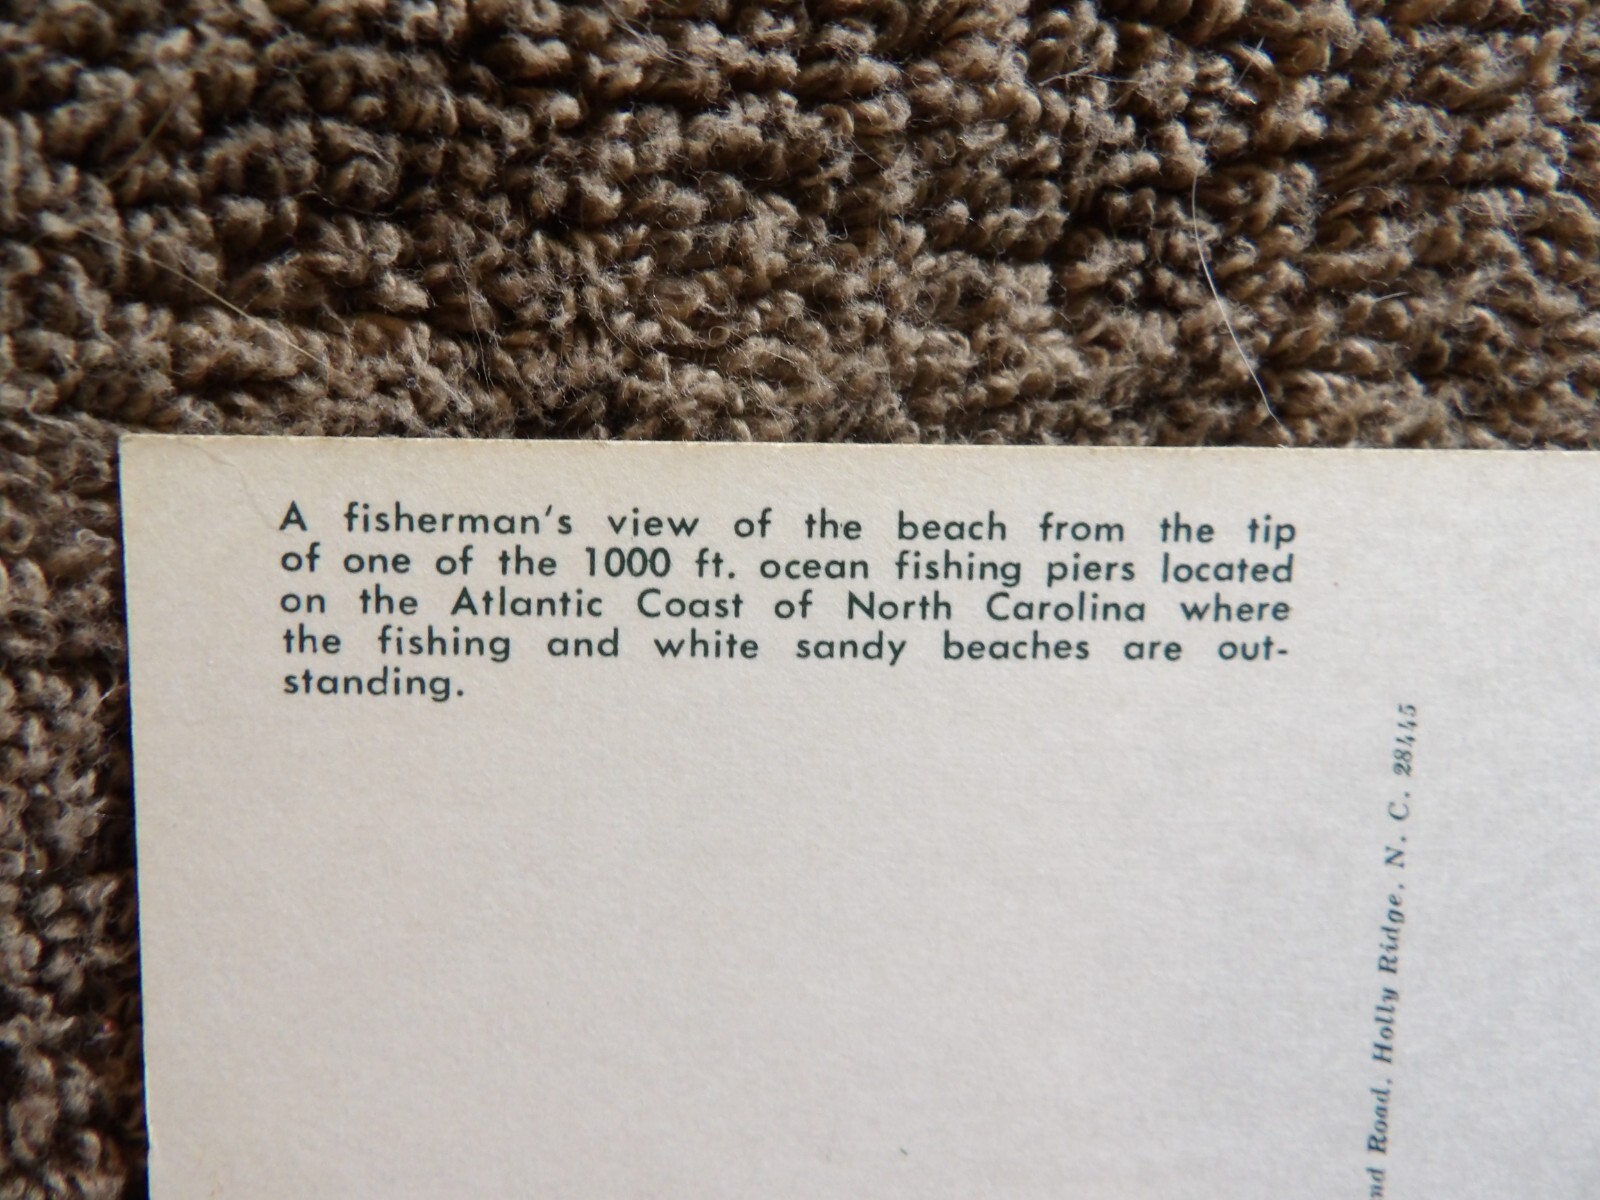 A fisherman's view of the beach from the tip
of one of the 1000 ft. ocean fishing piers located
on the Atlantic Coast of North Carolina where
the fishing and white sandy beaches are out-
standing.
Road, Holly Ridge, N. C. 28445